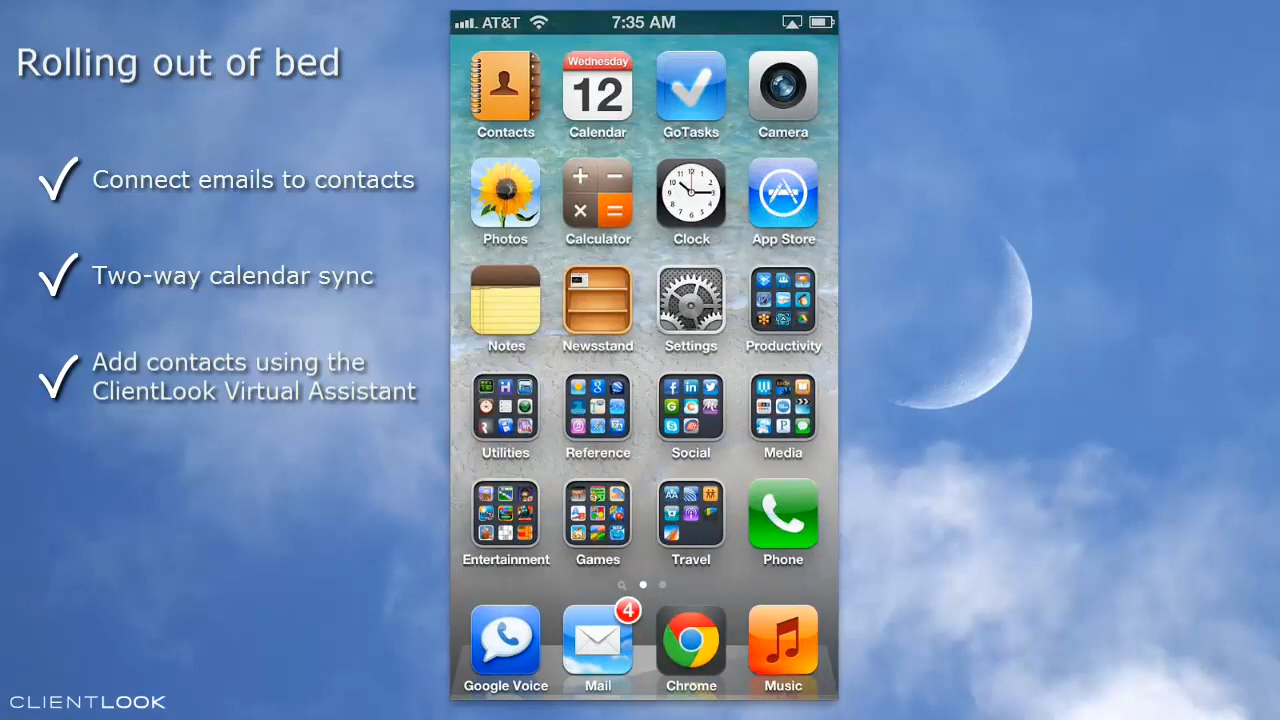 Rolling out of bed
Connect emails to contacts
Two-way calendar sync
Add contacts using the
ClientLook Virtual Assistant
CLIENTLOOK
AT&T 7:35 AM
Wednesday
12
Contacts Calendar GoTasks Camera
Photos Calculator Clock App Store
Notes Newsstand Settings Productivity
Utilities Reference Social Media
Entertainment Games Travel Phone
4
Google Voice Mail Chrome Music